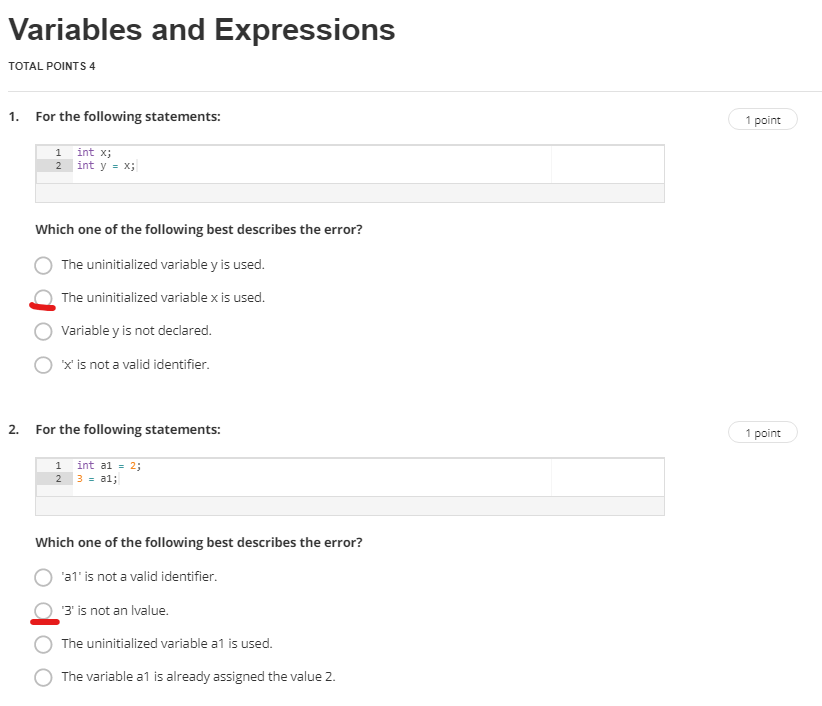 Variables and Expressions
TOTAL POINTS 4
1. For the following statements:
1 point
1 int x;
2 int y = x;
Which one of the following best describes the error?
The uninitialized variable y is used.
The uninitialized variable x is used.
Variable y is not declared.
'x' is not a valid identifier.
2. For the following statements:
1 point
1 int a1 = 2;
2 3 = a1;
Which one of the following best describes the error?
'a1' is not a valid identifier.
'3' is not an lvalue.
The uninitialized variable a1 is used.
The variable a1 is already assigned the value 2.